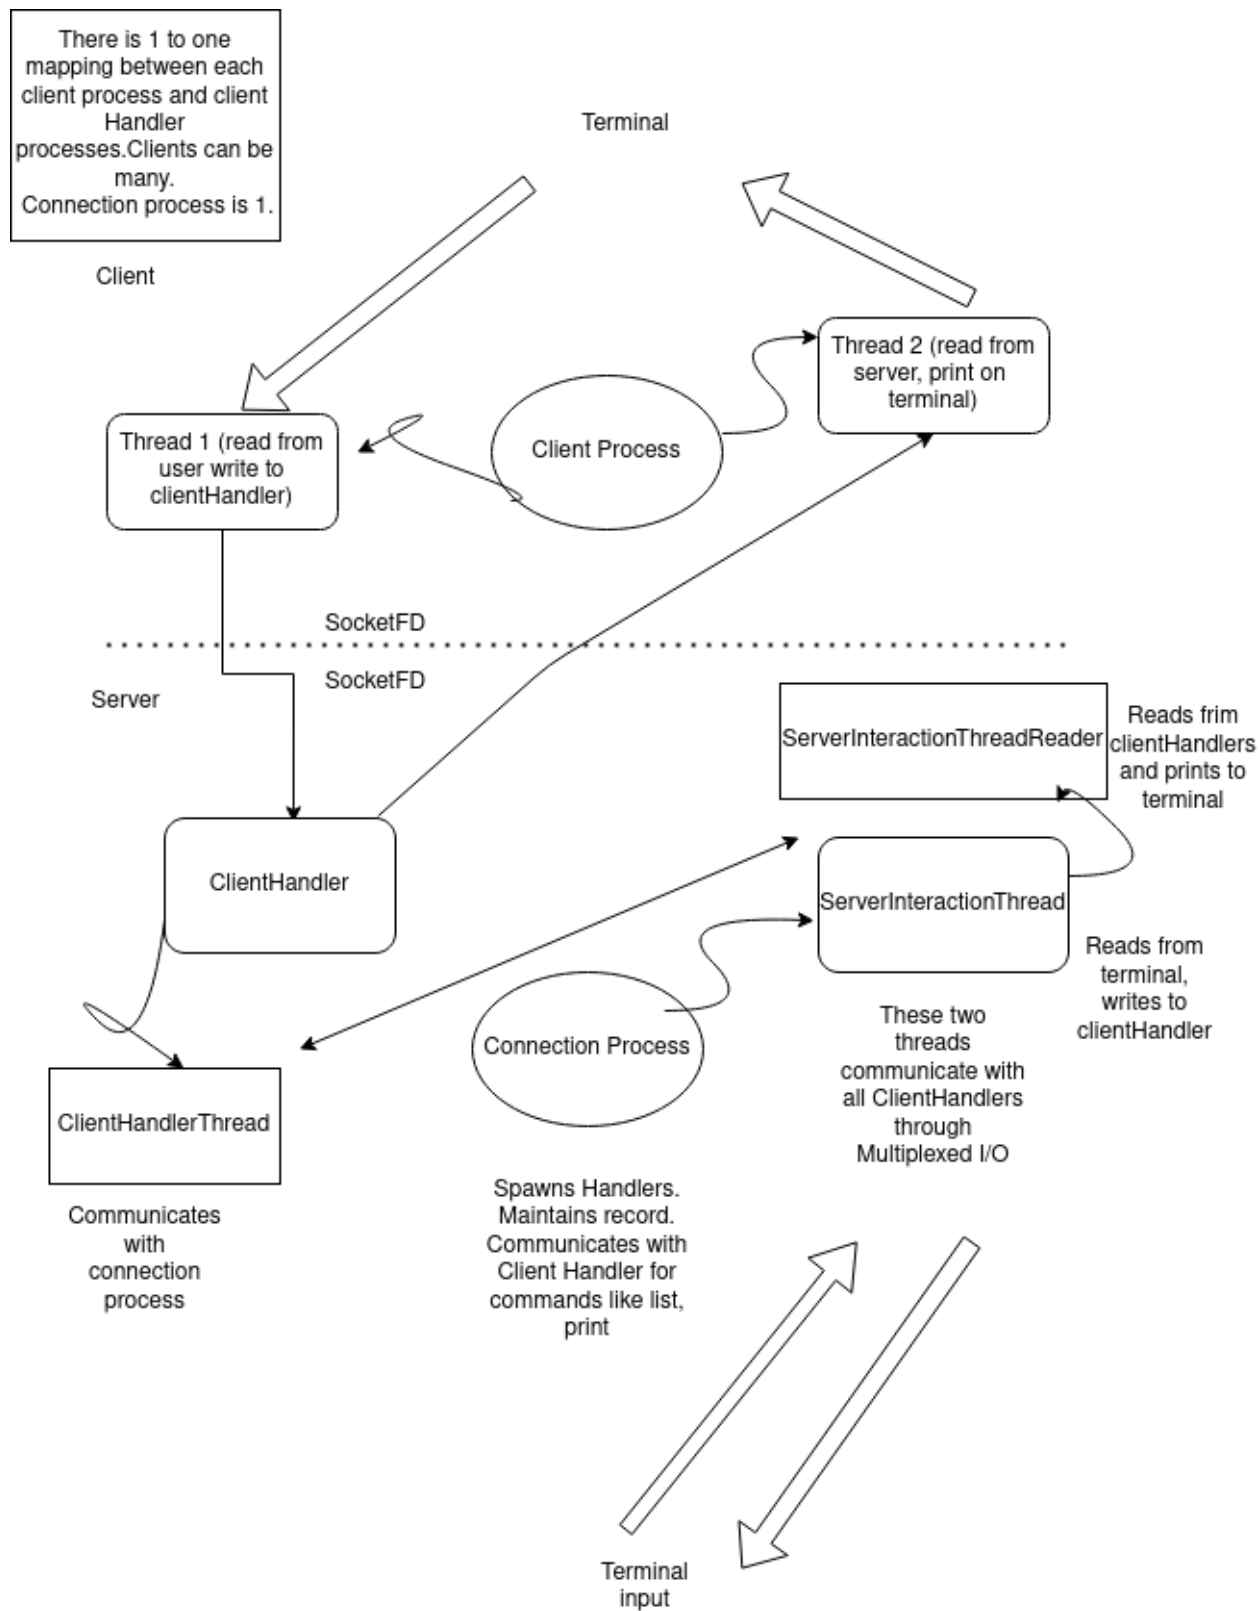 There is 1 to one
mapping between each
client process and client
Handler
processes.Clients can be
many.
Connection process is 1.
Terminal
Client
Thread 2 (read from
server, print on
terminal)
Thread 1 (read from
user write to
clientHandler)
Client Process
SocketFD
SocketFD
Server
ServerInteractionThreadReader
Reads frim
clientHandlers
and prints to
terminal
ClientHandler
ServerInteractionThread
Reads from
terminal,
writes to
clientHandler
These two
threads
communicate with
all ClientHandlers
through
Multiplexed I/O
Connection Process
ClientHandlerThread
Communicates
with
connection
process
Spawns Handlers.
Maintains record.
Communicates with
Client Handler for
commands like list,
print
Terminal
input